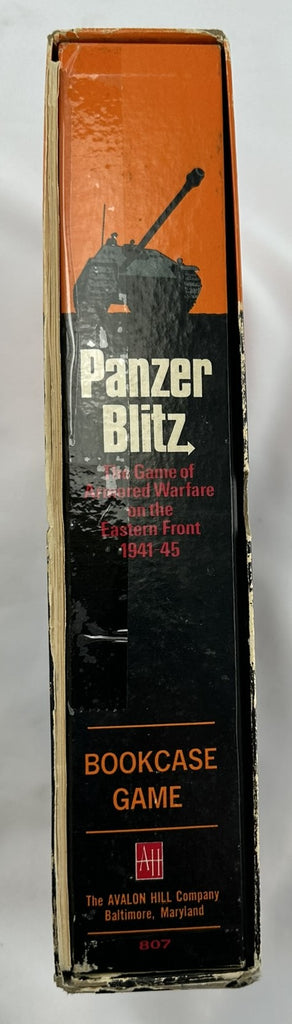 Panzer
Blitz
The Game of
Armored Warfare
on the
Eastern Front
1941-45
BOOKCASE
GAME
AH
The AVALON HILL Company
Baltimore, Maryland
807